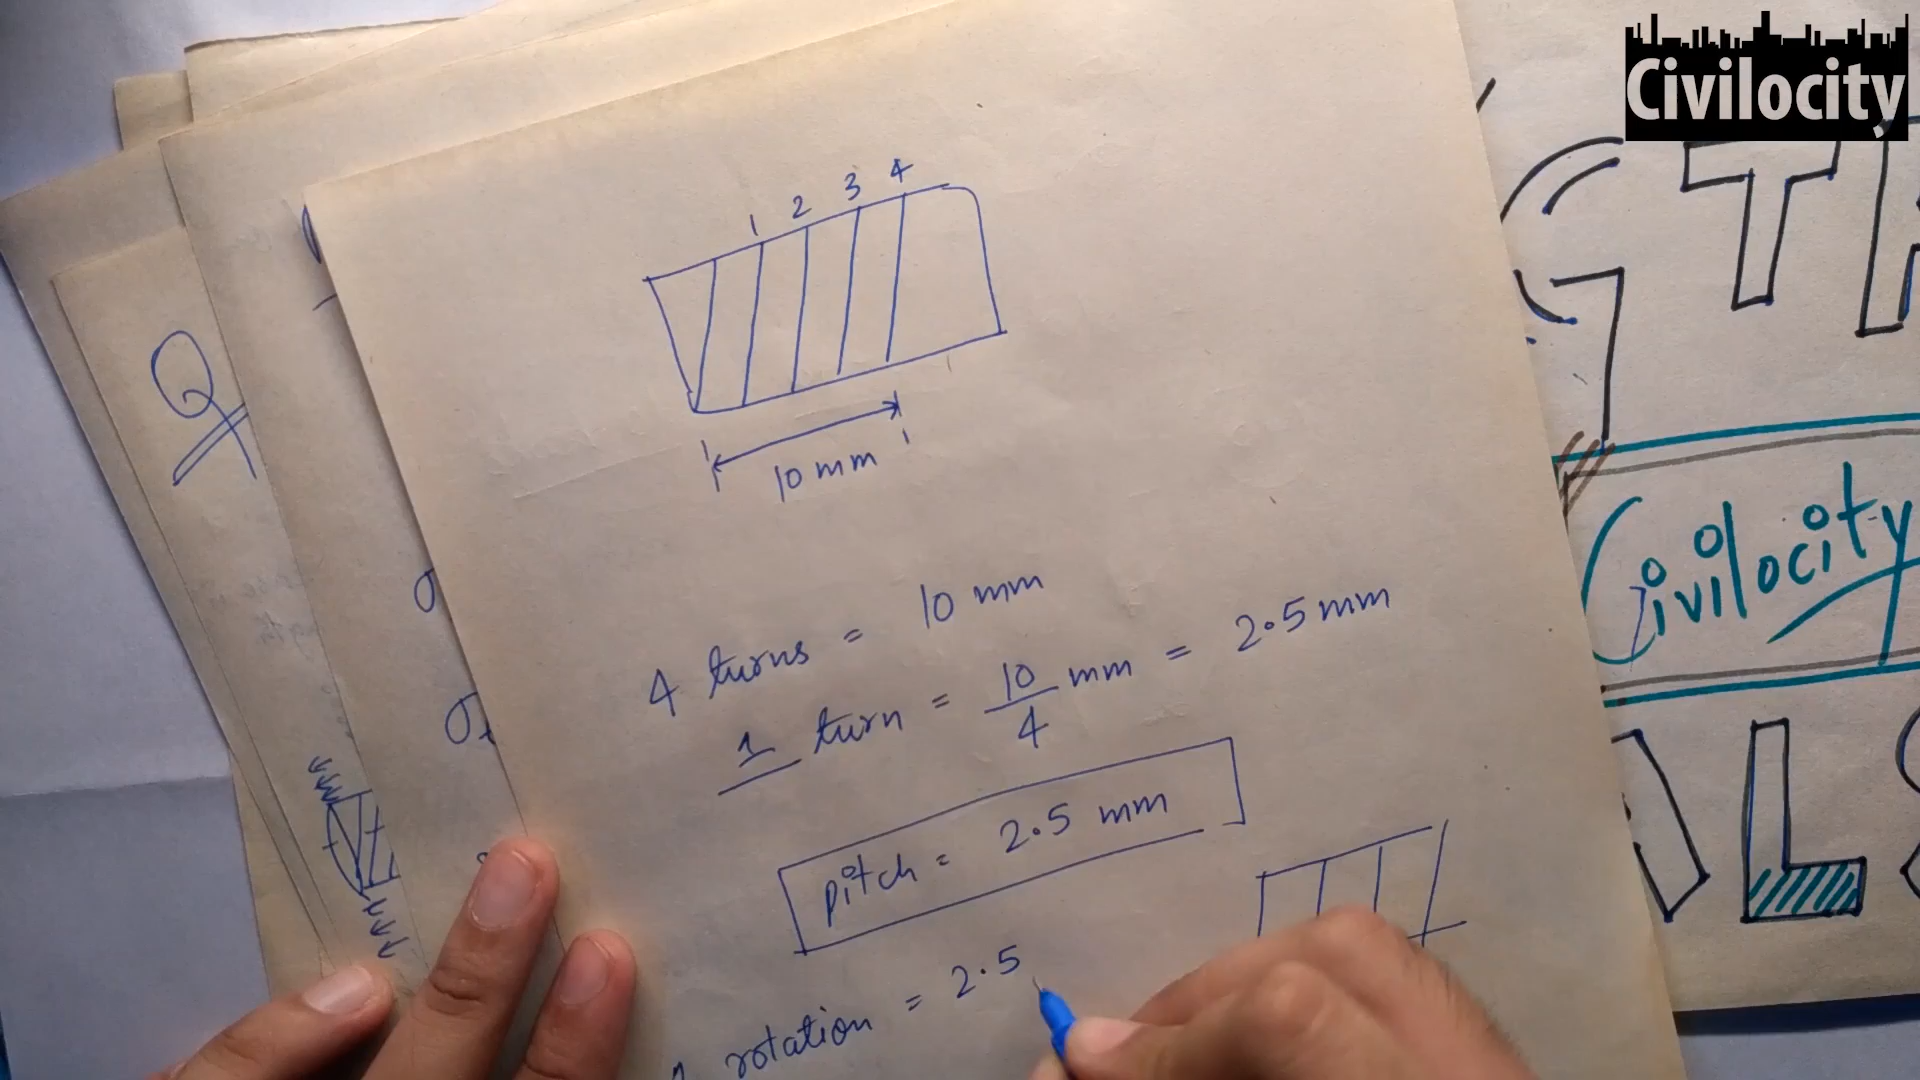 Civilocity
1 2 3 4
10 mm
4 turns = 10 mm
1 turn = 10/4 mm = 2.5 mm
pitch = 2.5 mm
rotation = 2.5
Q
σ
σt
Civilocity